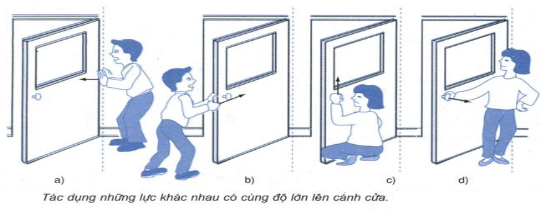 a) b) c) d)
Tác dụng những lực khác nhau có cùng độ lớn lên cánh cửa.